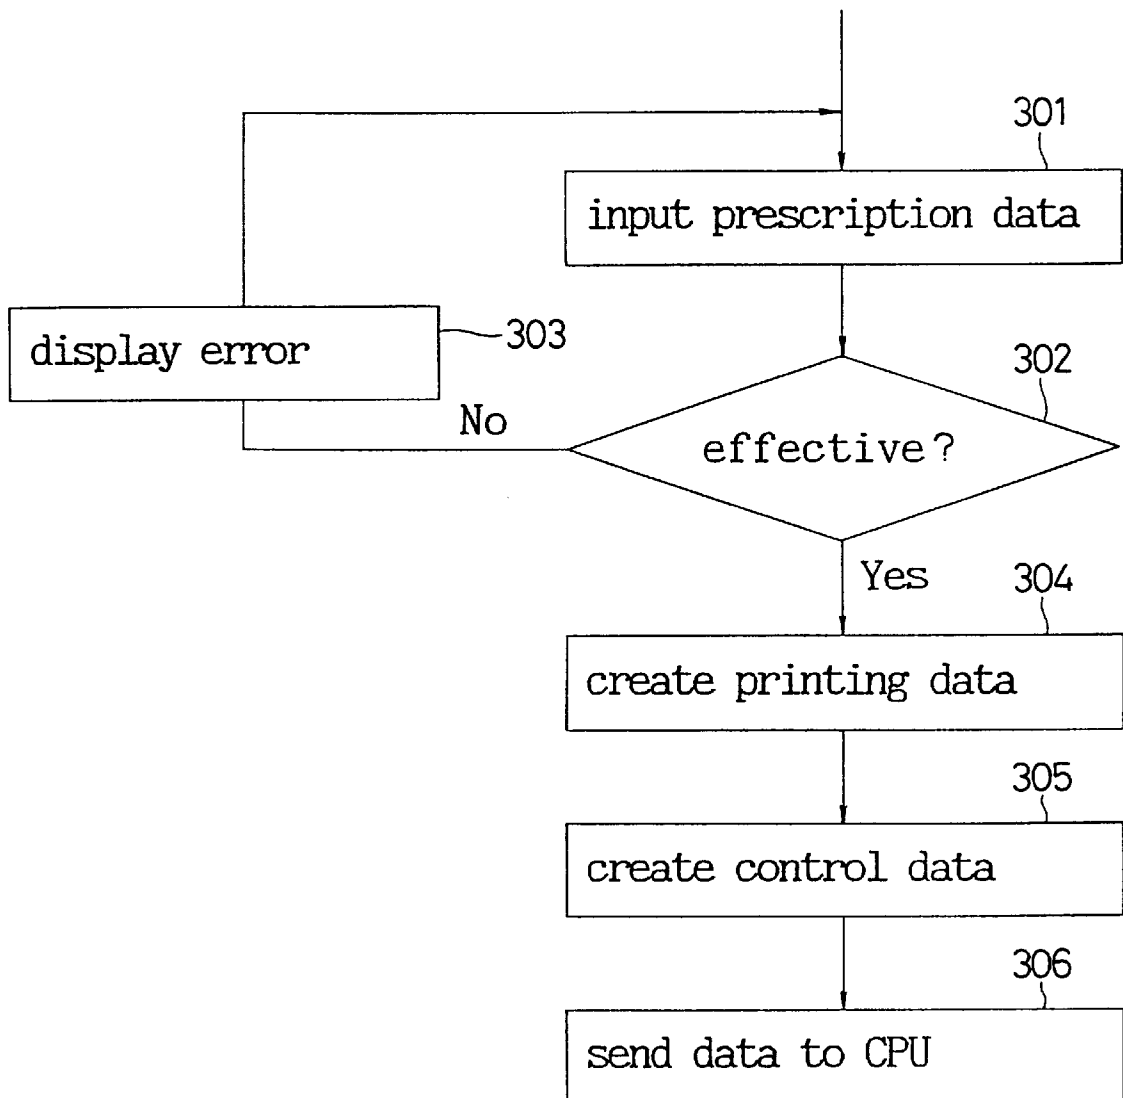 301
input prescription data
display error
303
302
No
effective?
Yes
304
create printing data
305
create control data
306
send data to CPU